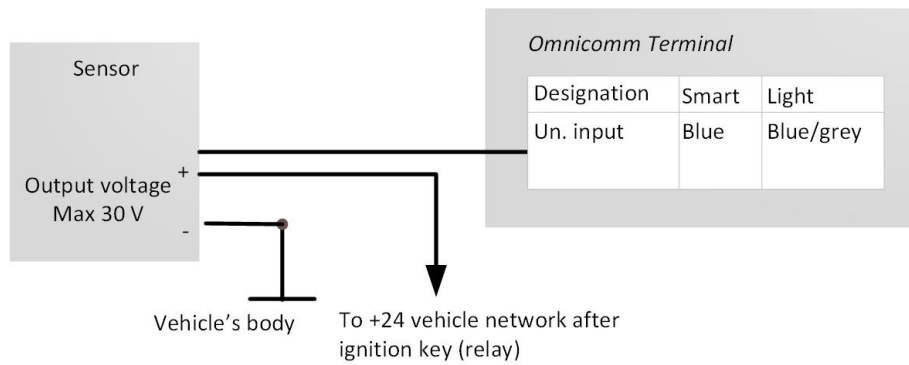 Omnicomm Terminal
Sensor
Designation Smart Light
Un. input Blue Blue/grey
+
Output voltage
Max 30 V
-
Vehicle's body
To +24 vehicle network after
ignition key (relay)